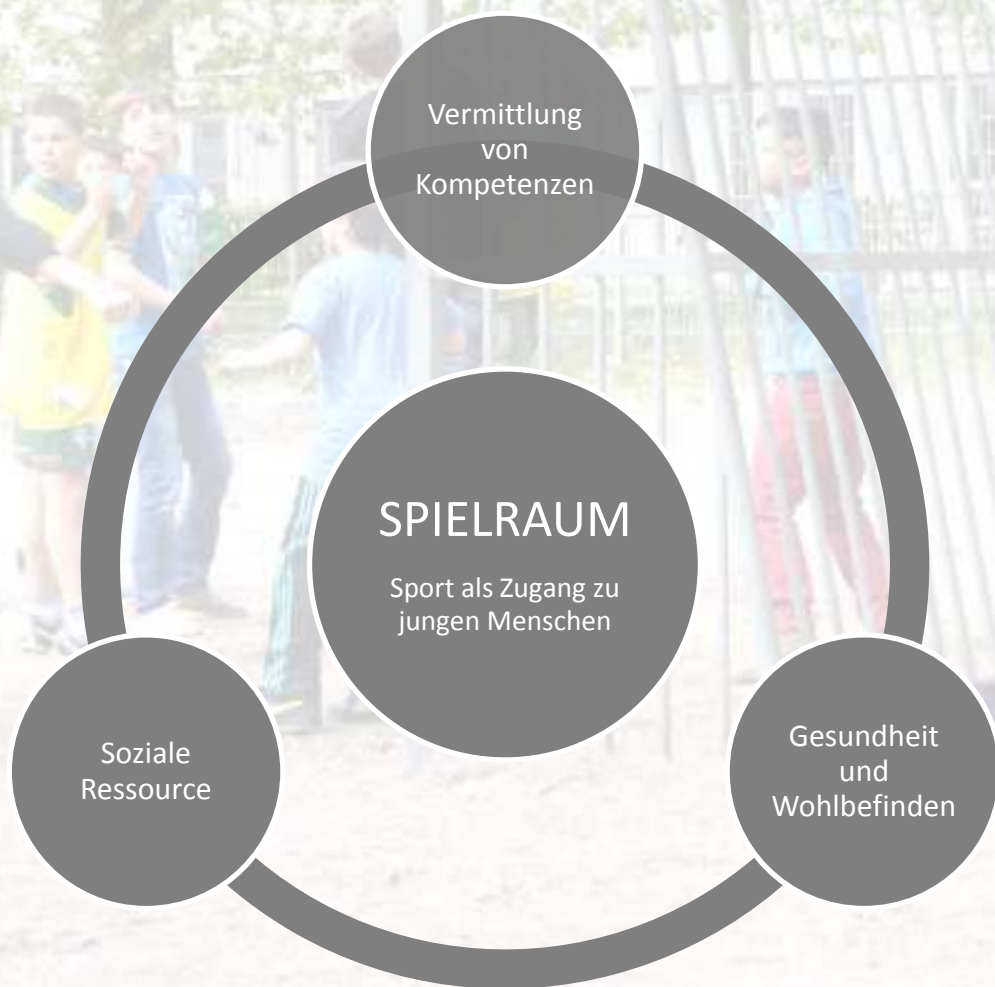 Vermittlung
von
Kompetenzen
SPIELRAUM
Sport als Zugang zu
jungen Menschen
Soziale
Ressource
Gesundheit
und
Wohlbefinden